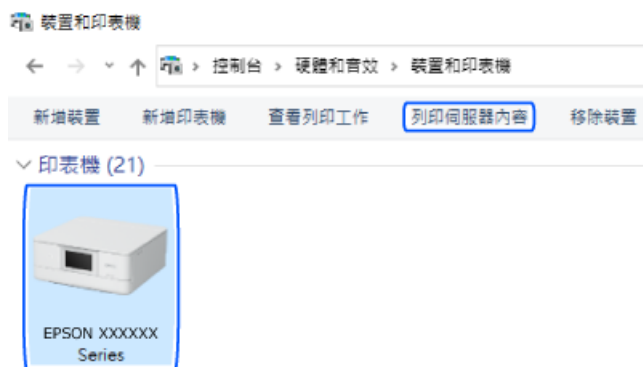 裝置和印表機
控制台 › 硬體和音效 › 裝置和印表機
新增裝置 新增印表機 查看列印工作 列印伺服器內容 移除裝置
印表機 (21)
EPSON XXXXXX
Series